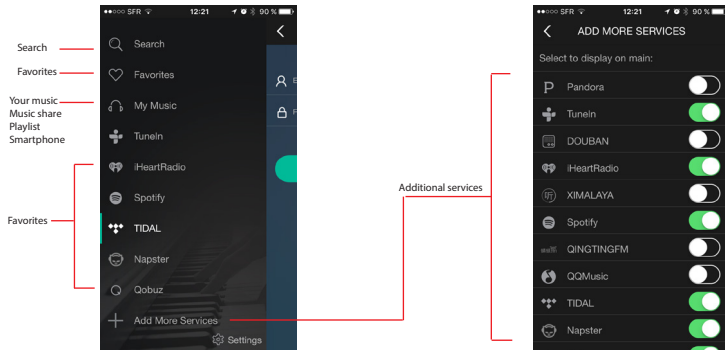 SFR 12:21 90 %
Search
Favorites
My Music
TuneIn
iHeartRadio
Spotify
TIDAL
Napster
Qobuz
Add More Services
Settings
Search
Favorites
Your music
Music share
Playlist
Smartphone
Favorites
Additional services
SFR 12:21 90 %
ADD MORE SERVICES
Select to display on main:
Pandora
TuneIn
DOUBAN
iHeartRadio
XIMALAYA
Spotify
QINGTINGFM
QQMusic
TIDAL
Napster